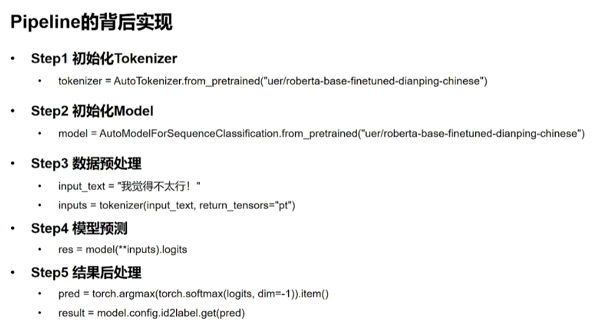 Pipeline的背后实现
• Step1 初始化Tokenizer
• tokenizer = AutoTokenizer.from_pretrained("uer/roberta-base-finetuned-dianping-chinese")
• Step2 初始化Model
• model = AutoModelForSequenceClassification.from_pretrained("uer/roberta-base-finetuned-dianping-chinese")
• Step3 数据预处理
• input_text = "我觉得不太行！"
• inputs = tokenizer(input_text, return_tensors="pt")
• Step4 模型预测
• res = model(**inputs).logits
• Step5 结果后处理
• pred = torch.argmax(torch.softmax(logits, dim=-1)).item()
• result = model.config.id2label.get(pred)